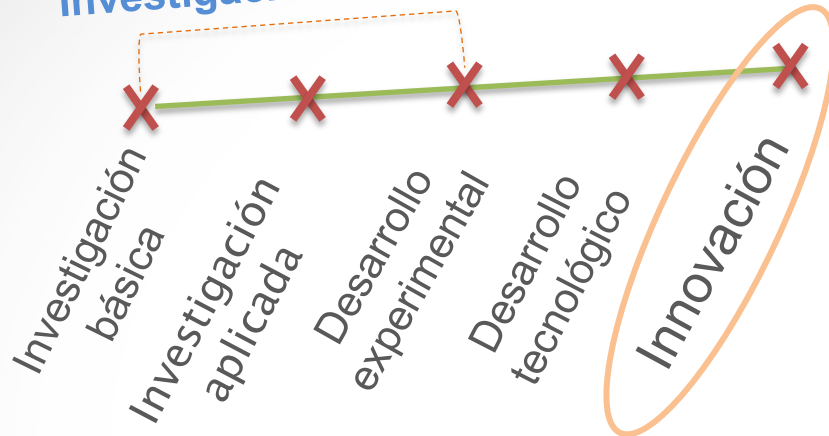 Investigación
básica
Investigación
aplicada
Desarrollo
experimental
Desarrollo
tecnológico
Innovación